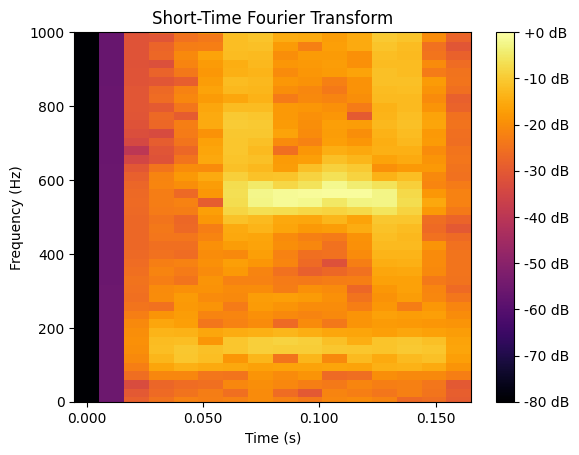 Short-Time Fourier Transform
1000
800
600
400
200
0
Frequency (Hz)
0.000
0.050
0.100
0.150
Time (s)
+0 dB
-10 dB
-20 dB
-30 dB
-40 dB
-50 dB
-60 dB
-70 dB
-80 dB